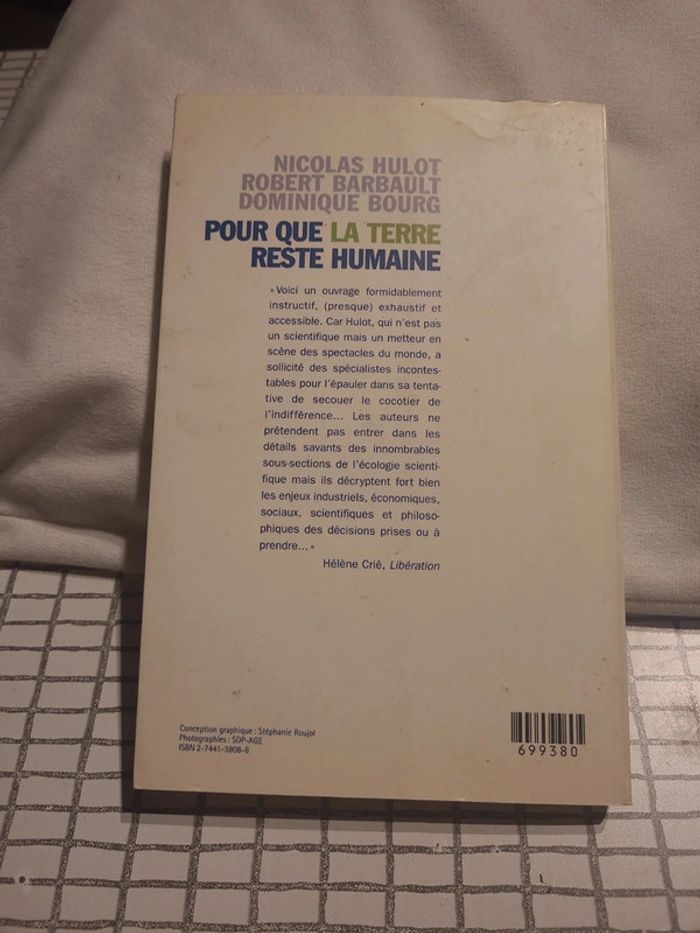 NICOLAS HULOT
ROBERT BARBAULT
DOMINIQUE BOURG
POUR QUE LA TERRE
RESTE HUMAINE
« Voici un ouvrage formidablement
instructif, (presque) exhaustif et
accessible. Car Hulot, qui n'est pas
un scientifique mais un metteur en
scène des spectacles du monde, a
sollicité des spécialistes incontes-
tables pour l'épauler dans sa tenta-
tive de secouer le cocotier de
l'indifférence... Les auteurs ne
prétendent pas entrer dans les
détails savants des innombrables
sous-sections de l'écologie scienti-
fique mais ils décryptent fort bien
les enjeux industriels, économiques,
sociaux, scientifiques et philoso-
phiques des décisions prises ou à
prendre... »
Hélène Crié, Libération
Conception graphique : Stéphanie Roujol
Photographies : SDP-AGE
ISBN 2-7441-3808-8
699380